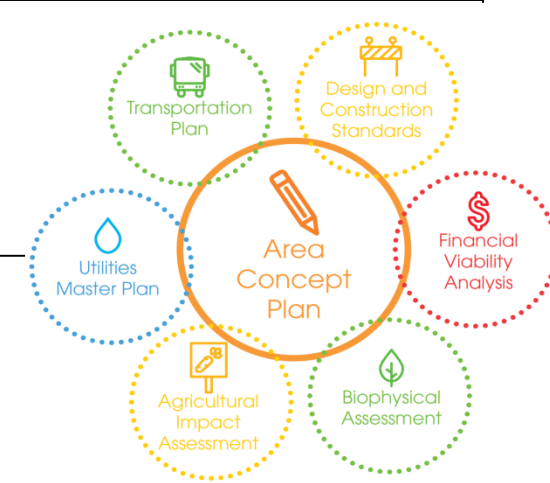 Transportation
Plan
Design and
Construction
Standards
Area
Concept
Plan
$
Financial
Viability
Analysis
Utilities
Master Plan
Agricultural
Impact
Assessment
Biophysical
Assessment